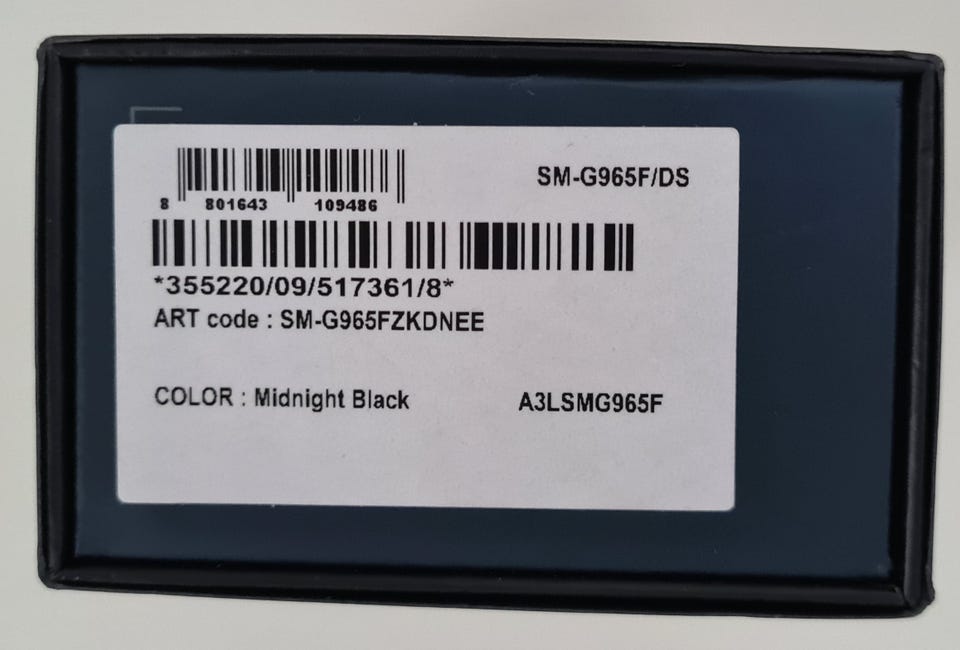 SM-G965F/DS
8 801643 109486
*355220/09/517361/8*
ART code : SM-G965FZKDNEE
COLOR : Midnight Black
A3LSMG965F